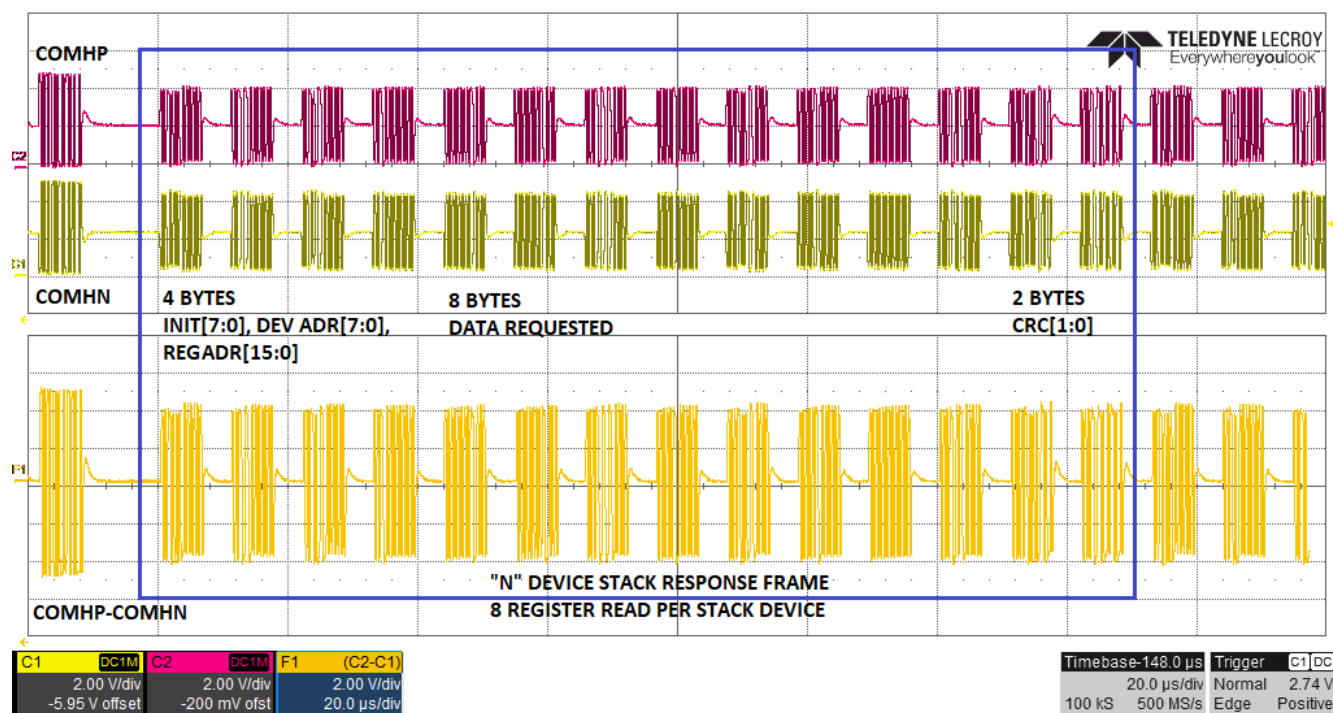 COMHP
TELEDYNE LECROY
Everywhereyoulook
C2
C1
COMHN
4 BYTES
INIT[7:0], DEV ADR[7:0],
REGADR[15:0]
8 BYTES
DATA REQUESTED
2 BYTES
CRC[1:0]
F1
"N" DEVICE STACK RESPONSE FRAME
8 REGISTER READ PER STACK DEVICE
COMHP-COMHN
C1 DC1M
2.00 V/div
-5.95 V offset
C2 DC1M
2.00 V/div
-200 mV ofst
F1 (C2-C1)
2.00 V/div
20.0 µs/div
Timebase -148.0 µs
20.0 µs/div
100 kS 500 MS/s
Trigger C1 DC
Normal 2.74 V
Edge Positive